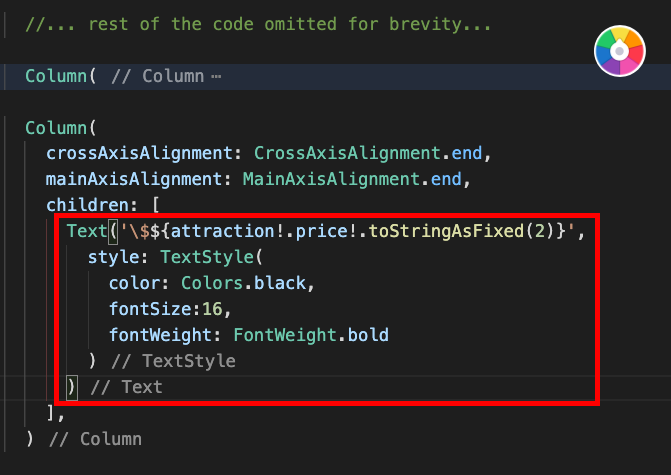 //... rest of the code omitted for brevity...
Column( // Column ⋯
Column(
crossAxisAlignment: CrossAxisAlignment.end,
mainAxisAlignment: MainAxisAlignment.end,
children: [
Text('\$${attraction!.price!.toStringAsFixed(2)}',
style: TextStyle(
color: Colors.black,
fontSize:16,
fontWeight: FontWeight.bold
) // TextStyle
) // Text
],
) // Column